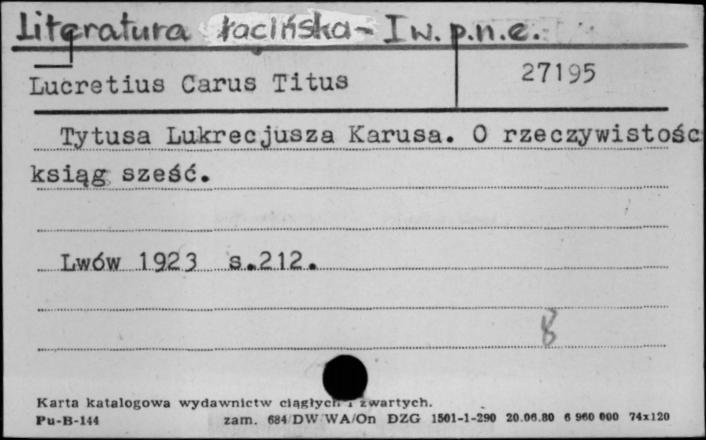 Literatura łacińska - I w. p.n.e.
Lucretius Carus Titus
27195
Tytusa Lukrecjusza Karusa. O rzeczywistośc
ksiąg sześć.
Lwów 1923 s.212.
8
Karta katalogowa wydawnictw ciągłych i zwartych.
Pu-B-144 zam. 684/DW/WA/On DZG 1501-1-290 20.06.80 6 960 000 74x120